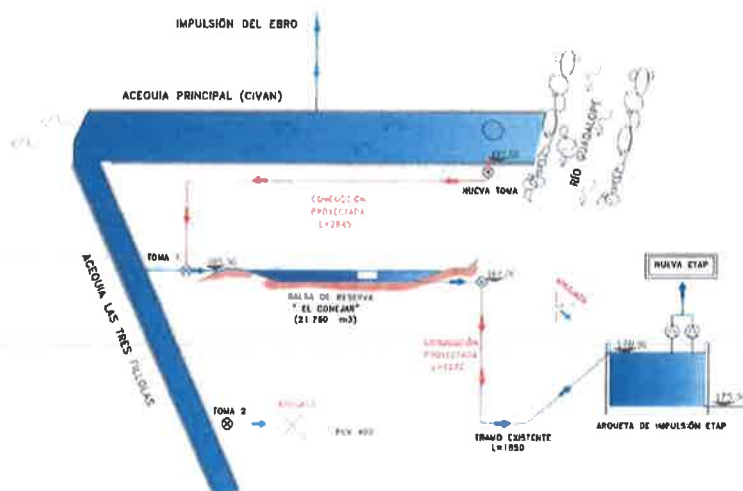 IMPULSIÓN DEL EBRO
ACEQUIA PRINCIPAL (CIVAN)
RÍO GUADALOPE
NUEVA TOMA
CONDUCCIÓN
PROYECTADA
L=2845
TOMA 1
BALSA DE RESERVA
" EL CONEJAR"
(21 750 m3)
NUEVA ETAP
CONDUCCIÓN
PROYECTADA
ACEQUIA LAS TRES FILLOLAS
TOMA 2
TRAMO EXISTENTE
L=1850
ARQUETA DE IMPULSIÓN ETAP